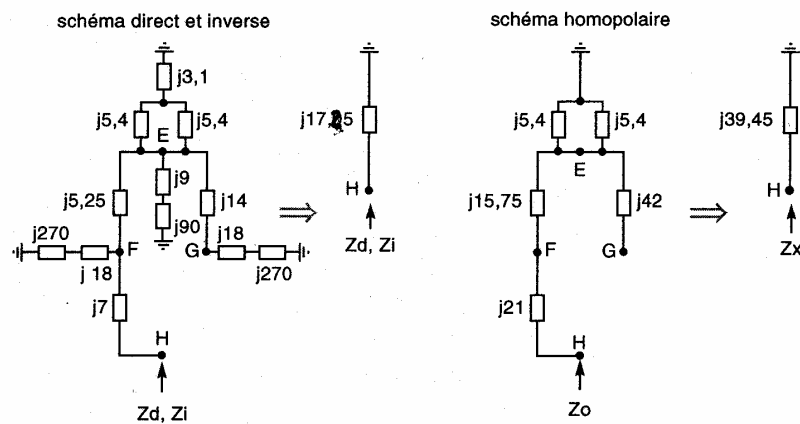 schéma direct et inverse
j3,1
j5,4
j5,4
E
j9
j5,25
j14
j90
j270
j 18
F
G
j18
j270
j7
H
Zd, Zi
H
Zd, Zi
schéma homopolaire
j5,4
j5,4
E
j15,75
j42
F
G
j21
H
Zo
j39,45
H
Zx